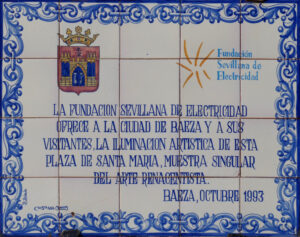 Fundación
Sevillana de
Electricidad
LA FUNDACION SEVILLANA DE ELECTRICIDAD
OFRECE A LA CIUDAD DE BAEZA Y A SUS
VISITANTES, LA ILUMINACION ARTISTICA DE ESTA
PLAZA DE SANTA MARIA, MUESTRA SINGULAR
DEL ARTE RENACENTISTA.
BAEZA, OCTUBRE 1993